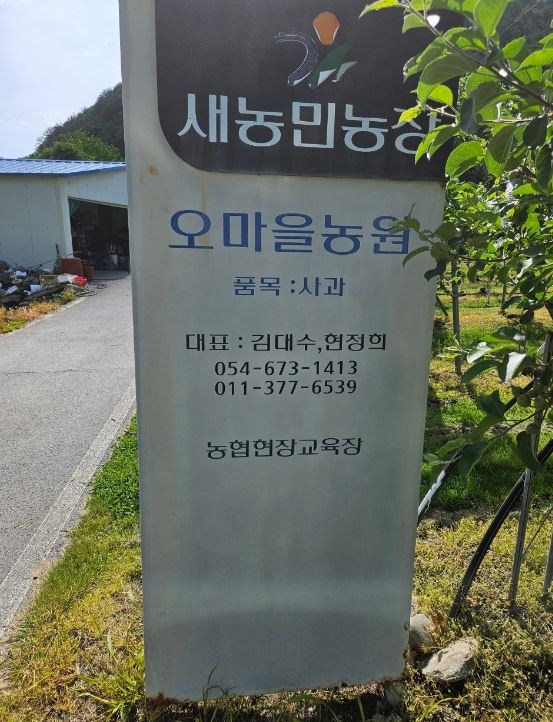 새농민농장
오마을농원
품목 :사과
대표 : 김대수,현정희
054-673-1413
011-377-6539
농협현장교육장